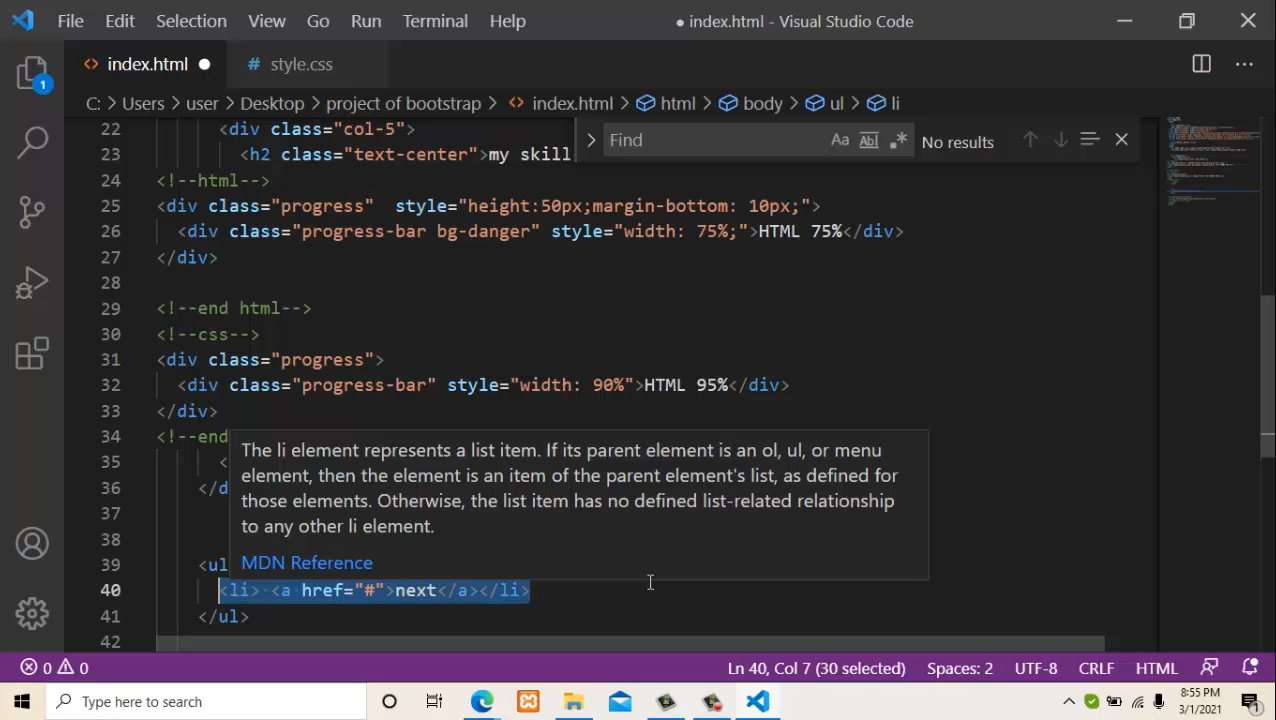 File Edit Selection View Go Run Terminal Help ● index.html - Visual Studio Code
index.html
# style.css
C: > Users > user > Desktop > project of bootstrap > index.html > html > body > ul > li
1
Find
Aa Ab .* No results
22 <div class="col-5">
23 <h2 class="text-center">my skill
24 <!--html-->
25 <div class="progress"  style="height:50px;margin-bottom: 10px;">
26 <div class="progress-bar bg-danger" style="width: 75%;">HTML 75%</div>
27 </div>
28
29 <!--end html-->
30 <!--css-->
31 <div class="progress">
32 <div class="progress-bar" style="width: 90%">HTML 95%</div>
33 </div>
34 <!--end
The li element represents a list item. If its parent element is an ol, ul, or menu
element, then the element is an item of the parent element's list, as defined for
those elements. Otherwise, the list item has no defined list-related relationship
to any other li element.
MDN Reference
35 <
36 </d
37
38
39 <ul
40 <li> <a href="#">next</a></li>
41 </ul>
42
0 0 Ln 40, Col 7 (30 selected) Spaces: 2 UTF-8 CRLF HTML
Type here to search
8:55 PM
3/1/2021
1